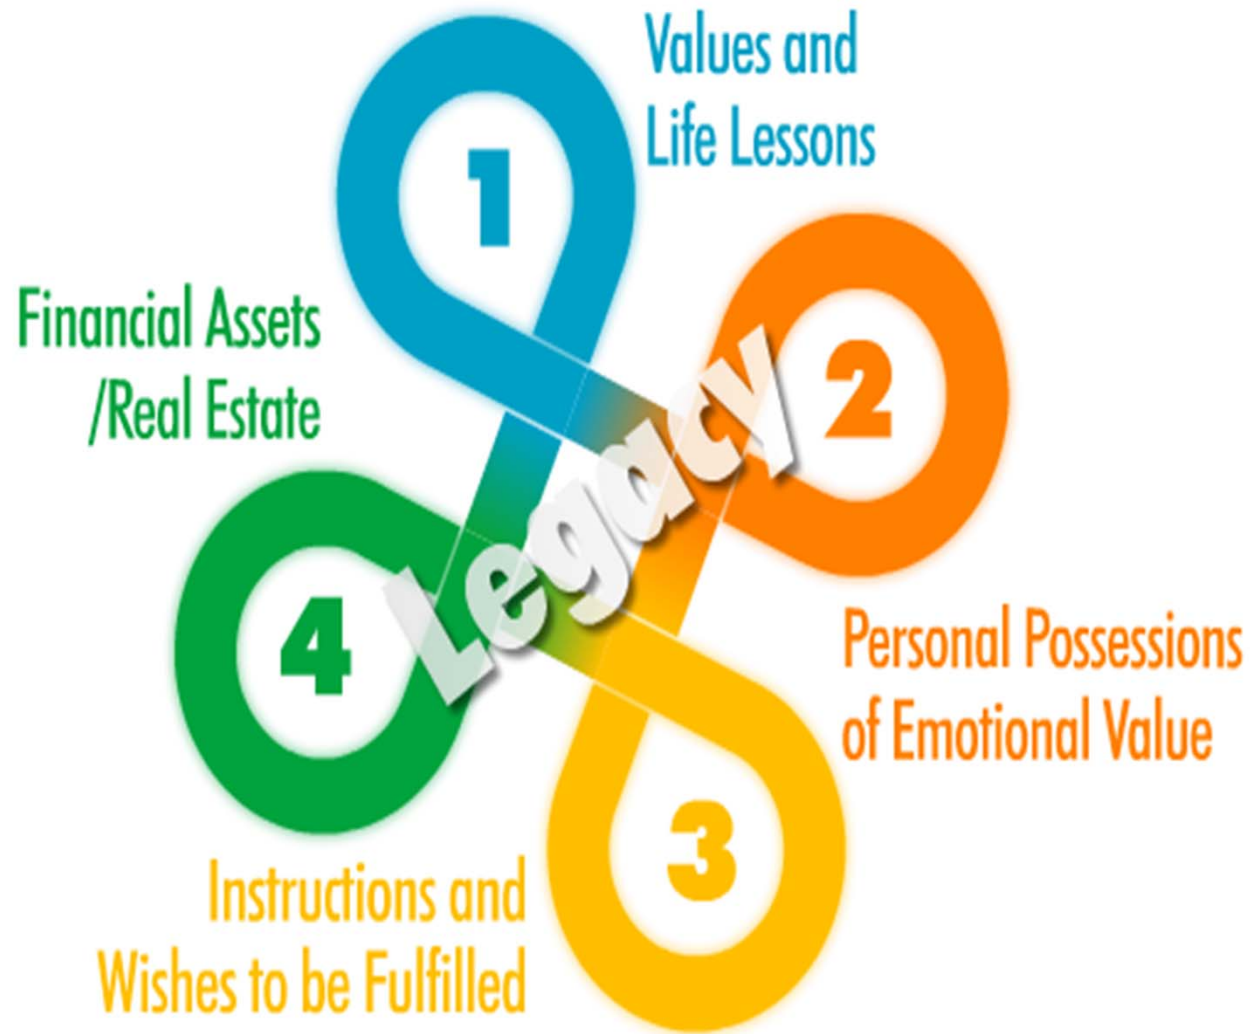 1
Values and
Life Lessons
2
Personal Possessions
of Emotional Value
3
Instructions and
Wishes to be Fulfilled
4
Financial Assets
/Real Estate
Legacy